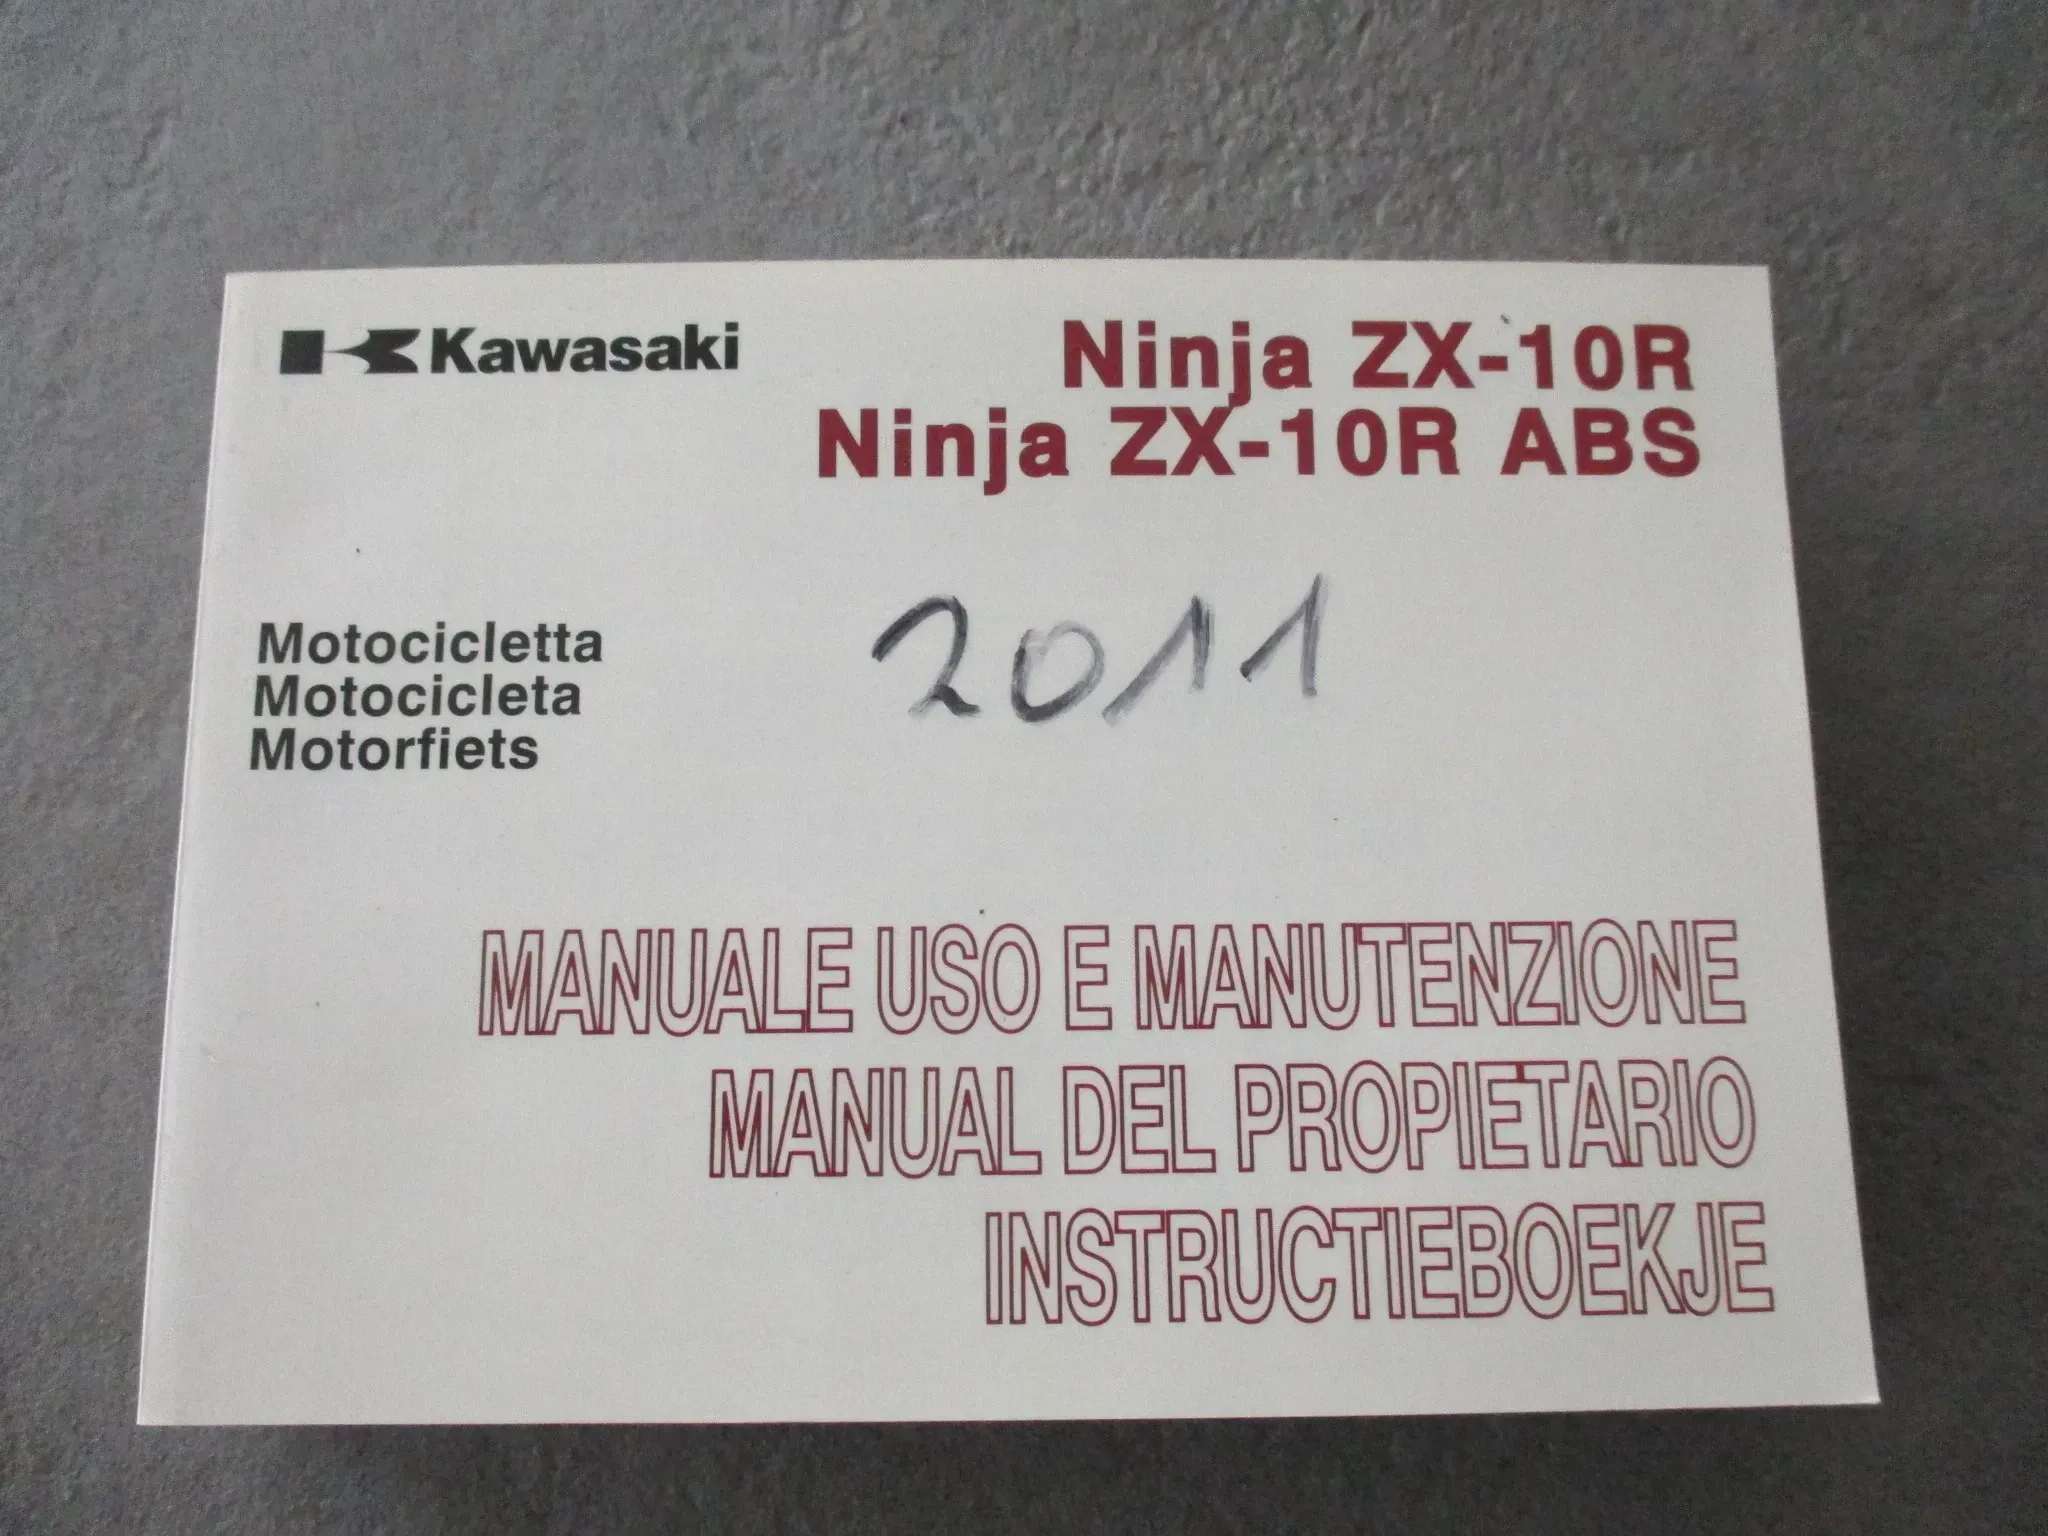 Kawasaki
Ninja ZX-10R
Ninja ZX-10R ABS
2011
Motocicletta
Motocicleta
Motorfiets
MANUALE USO E MANUTENZIONE
MANUAL DEL PROPIETARIO
INSTRUCTIEBOEKJE